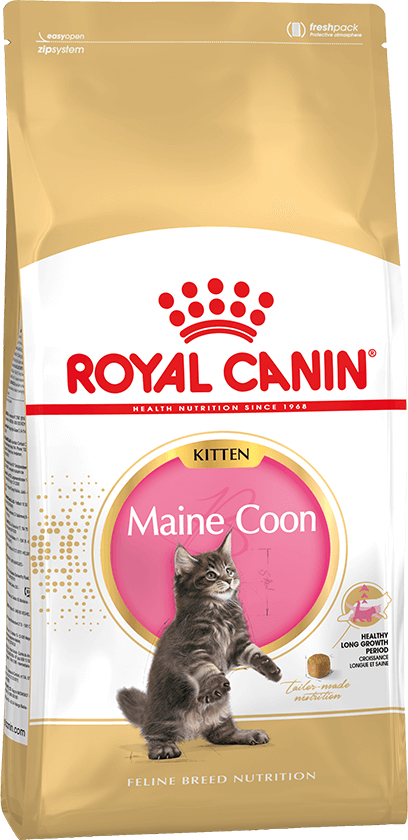 easyopen
zipsystem
freshpack
Protective atmosphere
ROYAL CANIN®
HEALTH NUTRITION SINCE 1968
KITTEN
Maine Coon
HEALTHY
LONG GROWTH
PERIOD
CROISSANCE
LONGUE ET SAINE
Tailor-made
nutrition
FELINE BREED NUTRITION